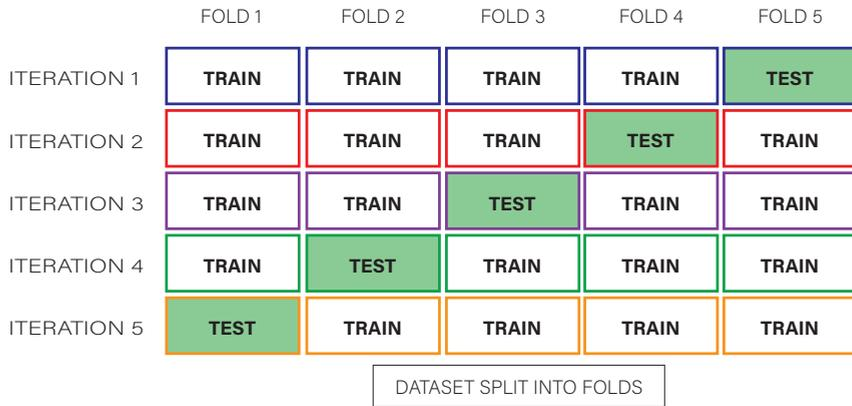 FOLD 1 FOLD 2 FOLD 3 FOLD 4 FOLD 5
ITERATION 1 TRAIN TRAIN TRAIN TRAIN TEST
ITERATION 2 TRAIN TRAIN TRAIN TEST TRAIN
ITERATION 3 TRAIN TRAIN TEST TRAIN TRAIN
ITERATION 4 TRAIN TEST TRAIN TRAIN TRAIN
ITERATION 5 TEST TRAIN TRAIN TRAIN TRAIN
DATASET SPLIT INTO FOLDS